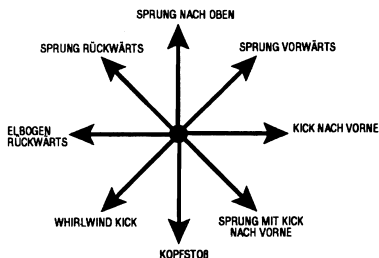 SPRUNG NACH OBEN
SPRUNG RÜCKWÄRTS
SPRUNG VORWÄRTS
ELBOGEN
RÜCKWÄRTS
KICK NACH VORNE
WHIRLWIND KICK
SPRUNG MIT KICK
NACH VORNE
KOPFSTOß